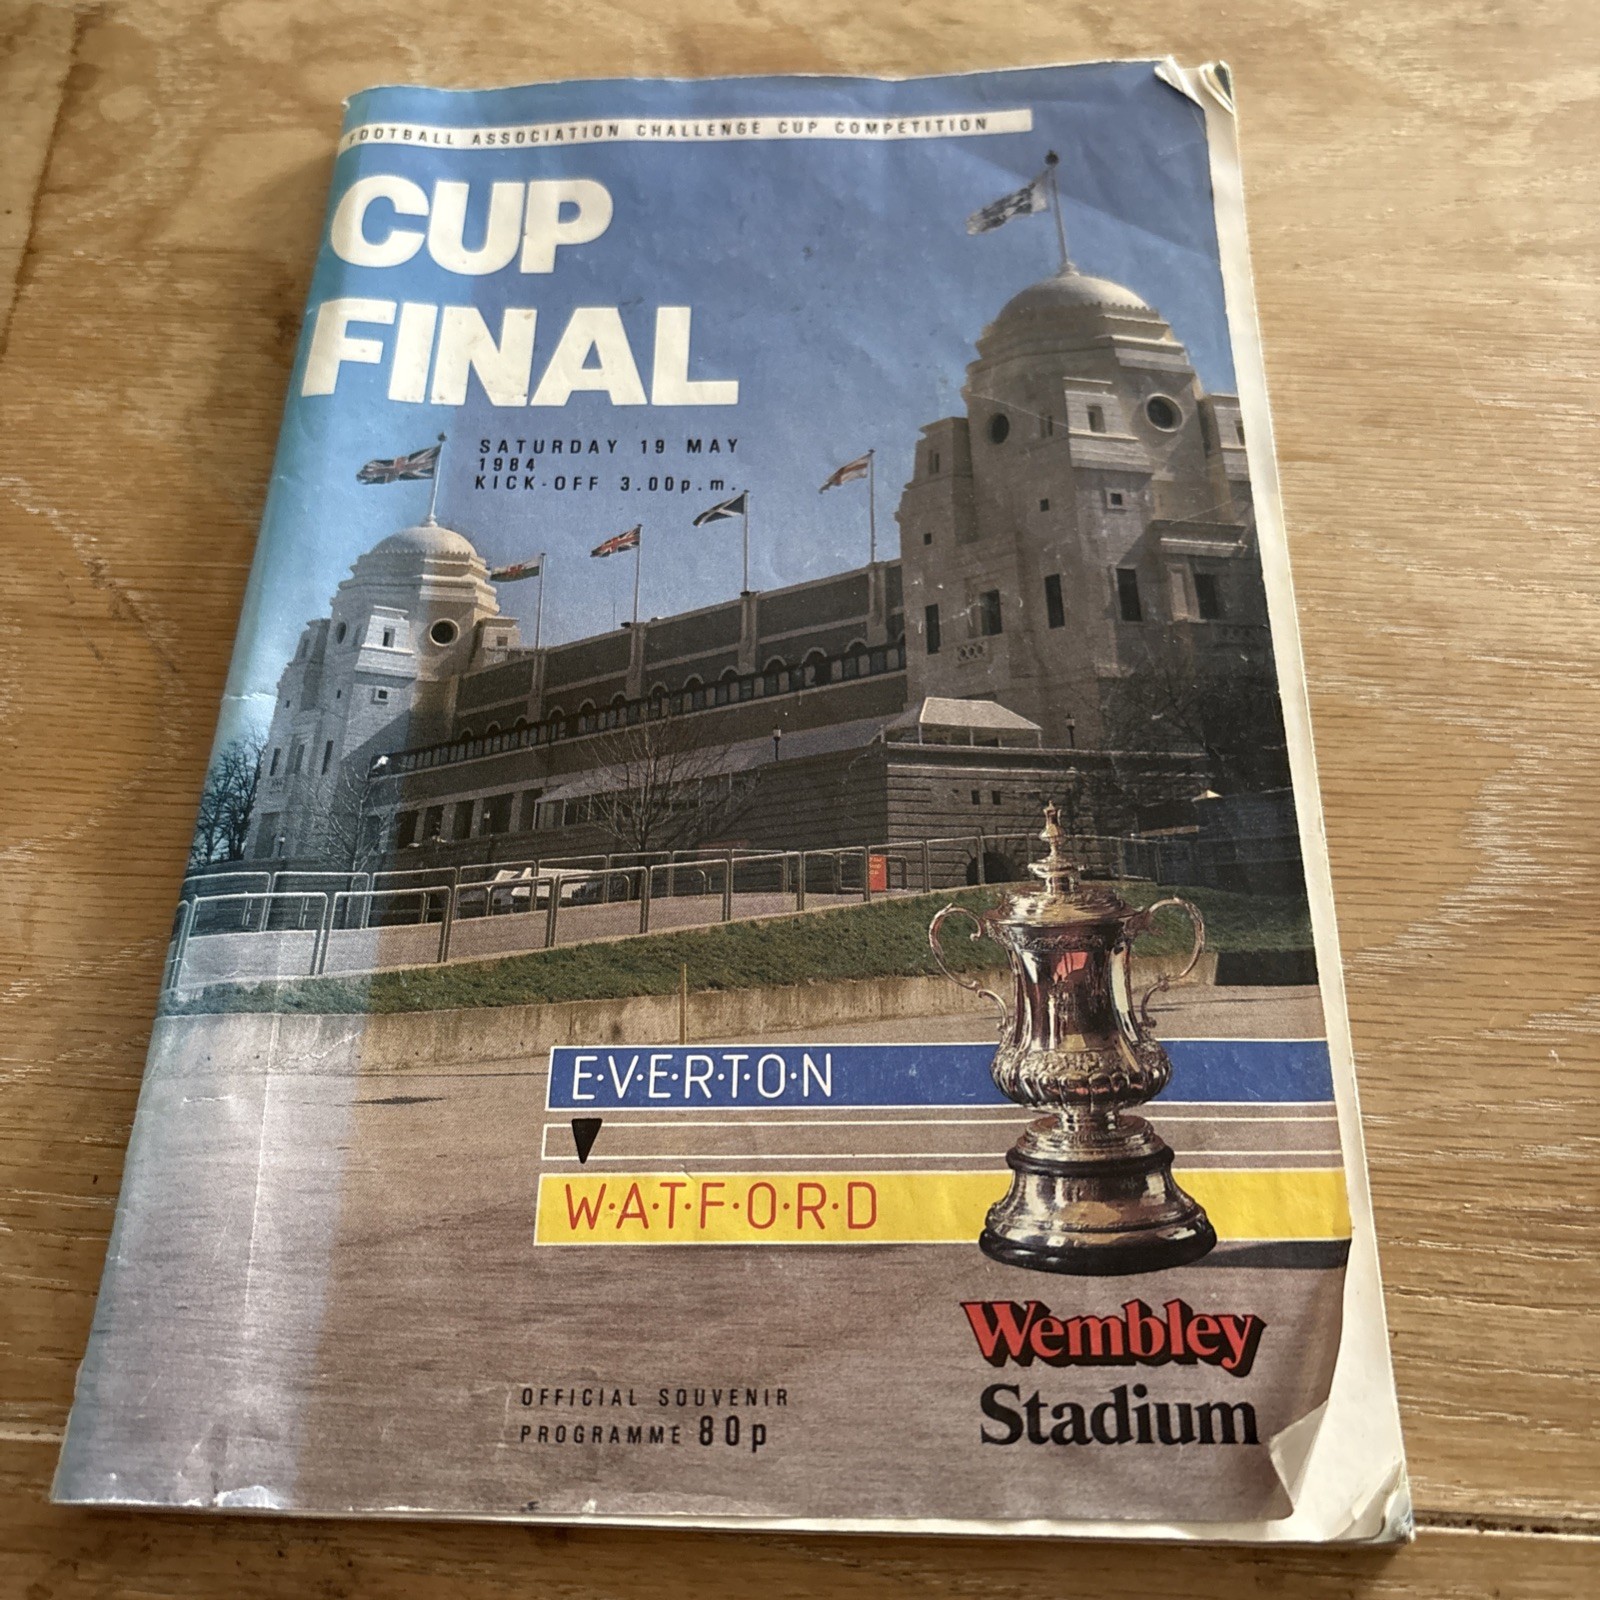 FOOTBALL ASSOCIATION CHALLENGE CUP COMPETITION
CUP
FINAL
SATURDAY 19 MAY
1984
KICK-OFF 3.00p.m.
E·V·E·R·T·O·N
W·A·T·F·O·R·D
Wembley
Stadium
OFFICIAL SOUVENIR
PROGRAMME 80p